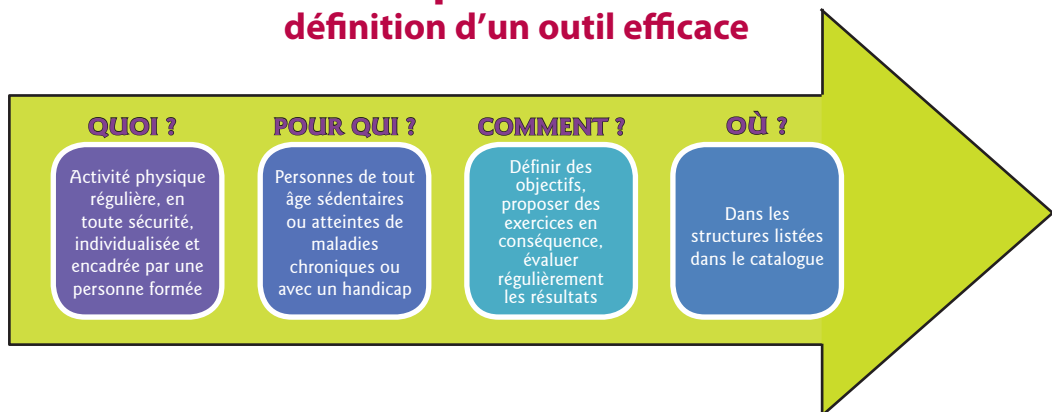 définition d'un outil efficace
QUOI ?
Activité physique
régulière, en
toute sécurité,
individualisée et
encadrée par une
personne formée
POUR QUI ?
Personnes de tout
âge sédentaires
ou atteintes de
maladies
chroniques ou
avec un handicap
COMMENT ?
Définir des
objectifs,
proposer des
exercices en
conséquence,
évaluer
régulièrement
les résultats
OÙ ?
Dans les
structures listées
dans le catalogue